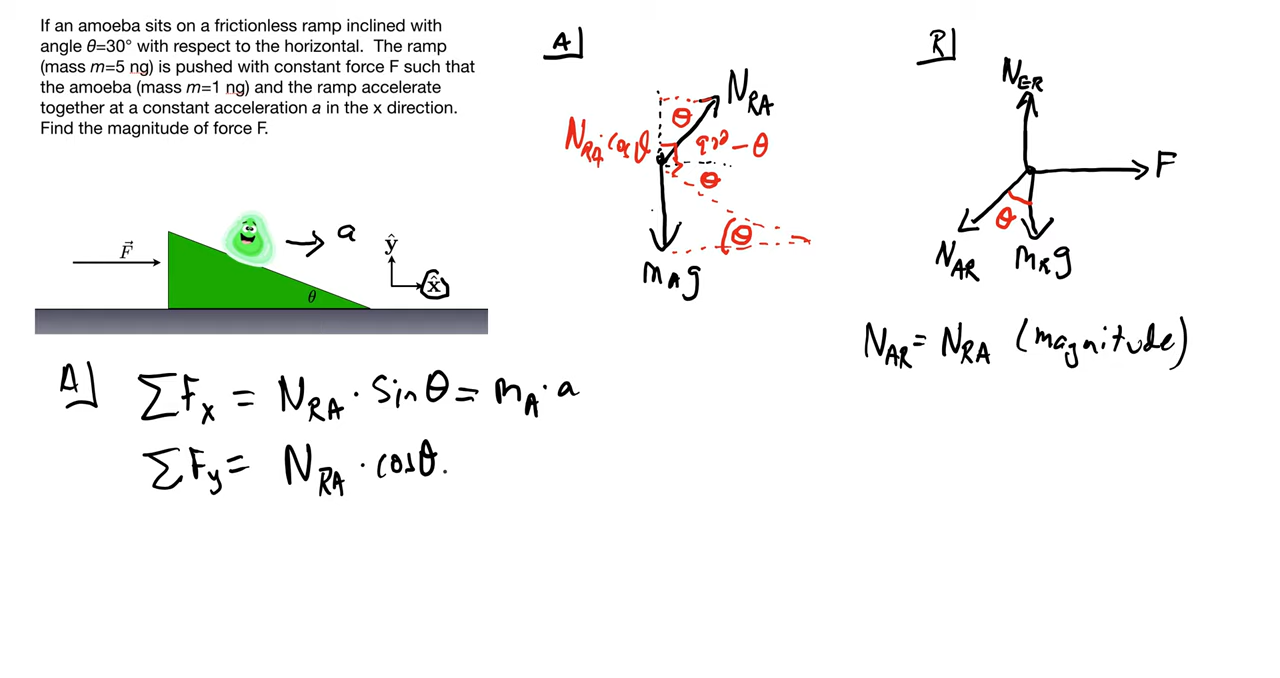 If an amoeba sits on a frictionless ramp inclined with
angle θ=30° with respect to the horizontal. The ramp
(mass m=5 ng) is pushed with constant force F such that
the amoeba (mass m=1 ng) and the ramp accelerate
together at a constant acceleration a in the x direction.
Find the magnitude of force F.
A
N_RA
θ
N_RA · cosθ
90° - θ
θ
θ
m_A g
R
N_ER
F
θ
N_AR
m_R g
N_AR = N_RA (magnitude)
F⃗
a
ŷ
x̂
θ
A
ΣF_x = N_RA · sinθ = m_A · a
ΣF_y = N_RA · cosθ